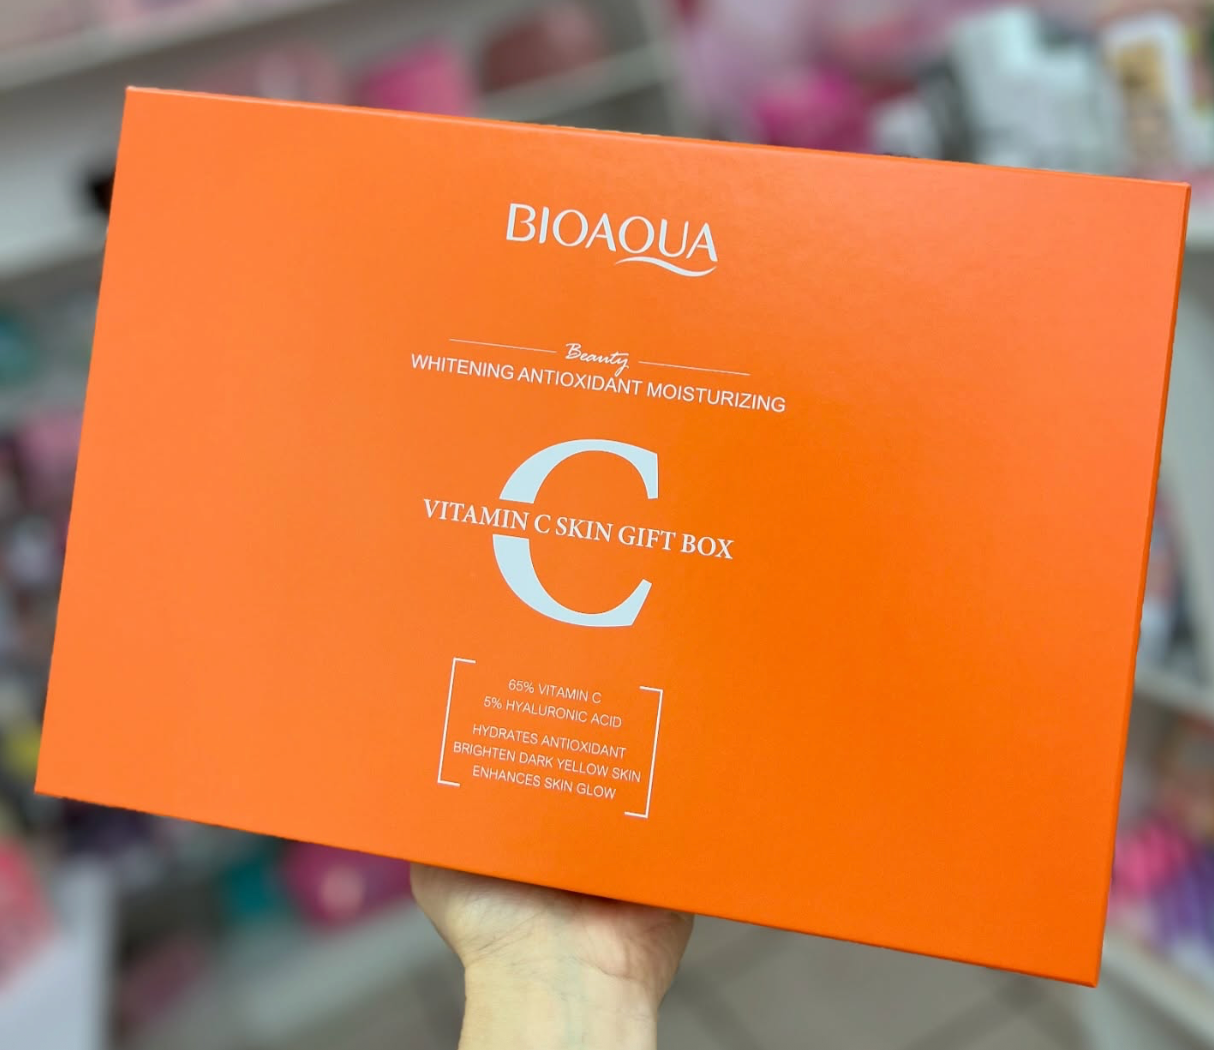 BIOAQUA
Beauty
WHITENING ANTIOXIDANT MOISTURIZING
C
VITAMIN C SKIN GIFT BOX
65% VITAMIN C
5% HYALURONIC ACID
HYDRATES ANTIOXIDANT
BRIGHTEN DARK YELLOW SKIN
ENHANCES SKIN GLOW